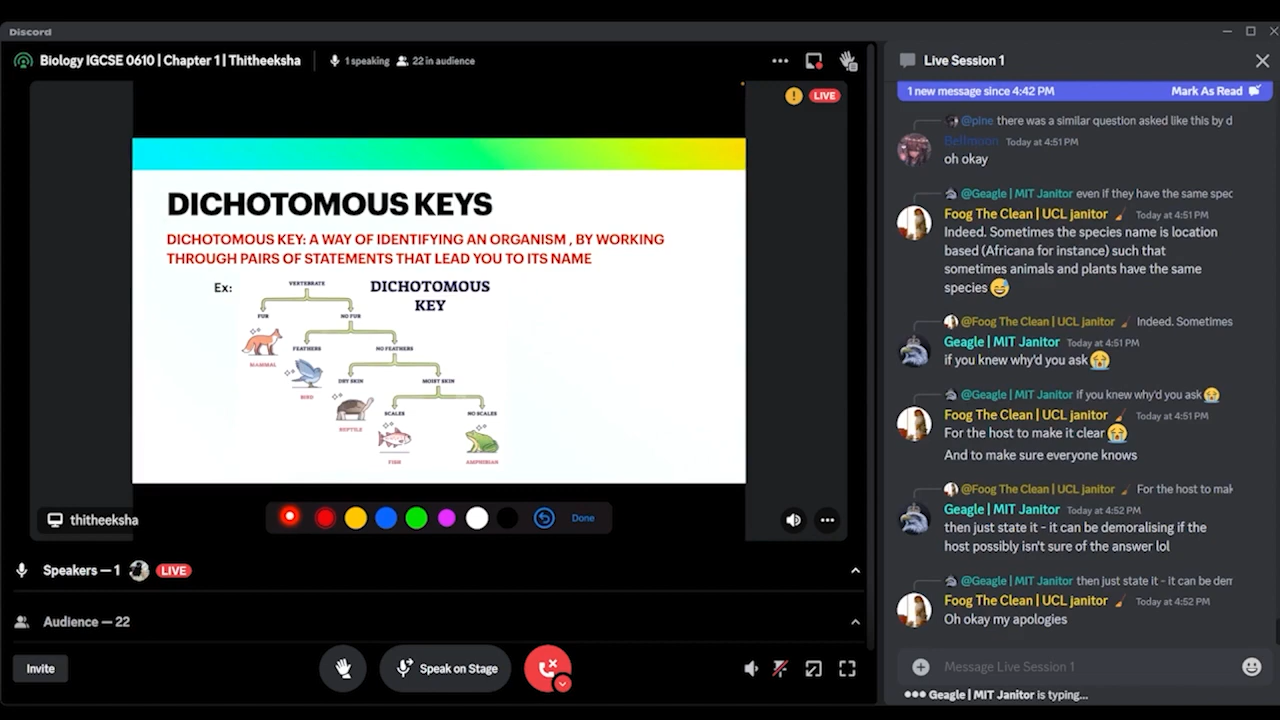 Discord
Biology IGCSE 0610 | Chapter 1 | Thitheeksha
1 speaking
22 in audience
LIVE
DICHOTOMOUS KEYS
DICHOTOMOUS KEY: A WAY OF IDENTIFYING AN ORGANISM , BY WORKING
THROUGH PAIRS OF STATEMENTS THAT LEAD YOU TO ITS NAME
Ex:
DICHOTOMOUS
KEY
VERTEBRATE
FUR
NO FUR
MAMMAL
FEATHERS
NO FEATHERS
BIRD
DRY SKIN
MOIST SKIN
REPTILE
SCALES
NO SCALES
FISH
AMPHIBIAN
thitheeksha
Done
Speakers — 1
LIVE
Audience — 22
Invite
Speak on Stage
Live Session 1
1 new message since 4:42 PM
Mark As Read
@pine there was a similar question asked like this by d
Bellmoon Today at 4:51 PM
oh okay
@Geagle | MIT Janitor even if they have the same spec
Foog The Clean | UCL janitor Today at 4:51 PM
Indeed. Sometimes the species name is location
based (Africana for instance) such that
sometimes animals and plants have the same
species 😅
@Foog The Clean | UCL janitor Indeed. Sometimes
Geagle | MIT Janitor Today at 4:51 PM
if you knew why'd you ask 😭
@Geagle | MIT Janitor if you knew why'd you ask 😭
Foog The Clean | UCL janitor Today at 4:51 PM
For the host to make it clear 😭
And to make sure everyone knows
@Foog The Clean | UCL janitor For the host to mak
Geagle | MIT Janitor Today at 4:52 PM
then just state it - it can be demoralising if the
host possibly isn't sure of the answer lol
@Geagle | MIT Janitor then just state it - it can be dem
Foog The Clean | UCL janitor Today at 4:52 PM
Oh okay my apologies
Message Live Session 1
Geagle | MIT Janitor is typing...